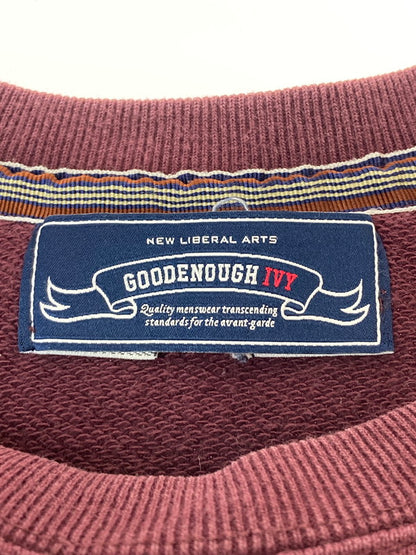 NEW LIBERAL ARTS
GOODENOUGH IVY
Quality menswear transcending
standards for the avant-garde